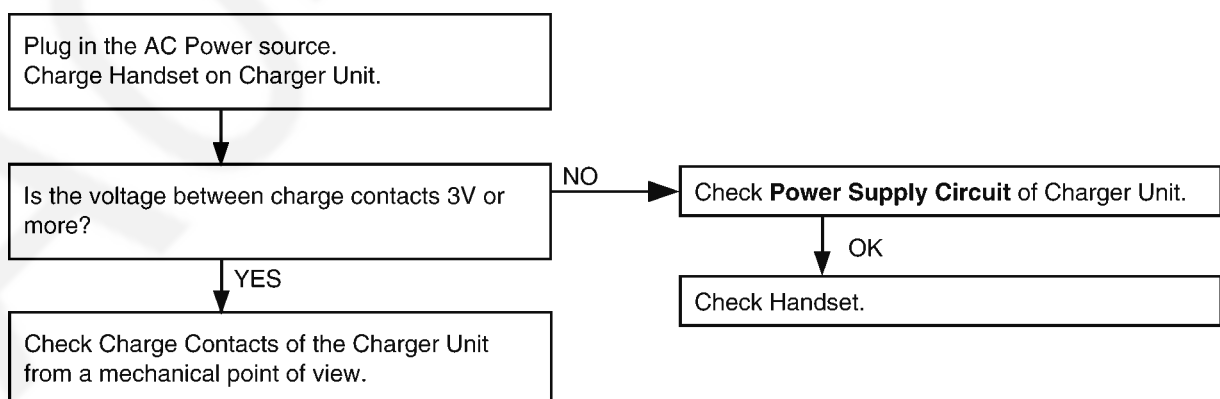 Plug in the AC Power source.
Charge Handset on Charger Unit.
Is the voltage between charge contacts 3V or
more?
NO
Check Power Supply Circuit of Charger Unit.
OK
Check Handset.
YES
Check Charge Contacts of the Charger Unit
from a mechanical point of view.